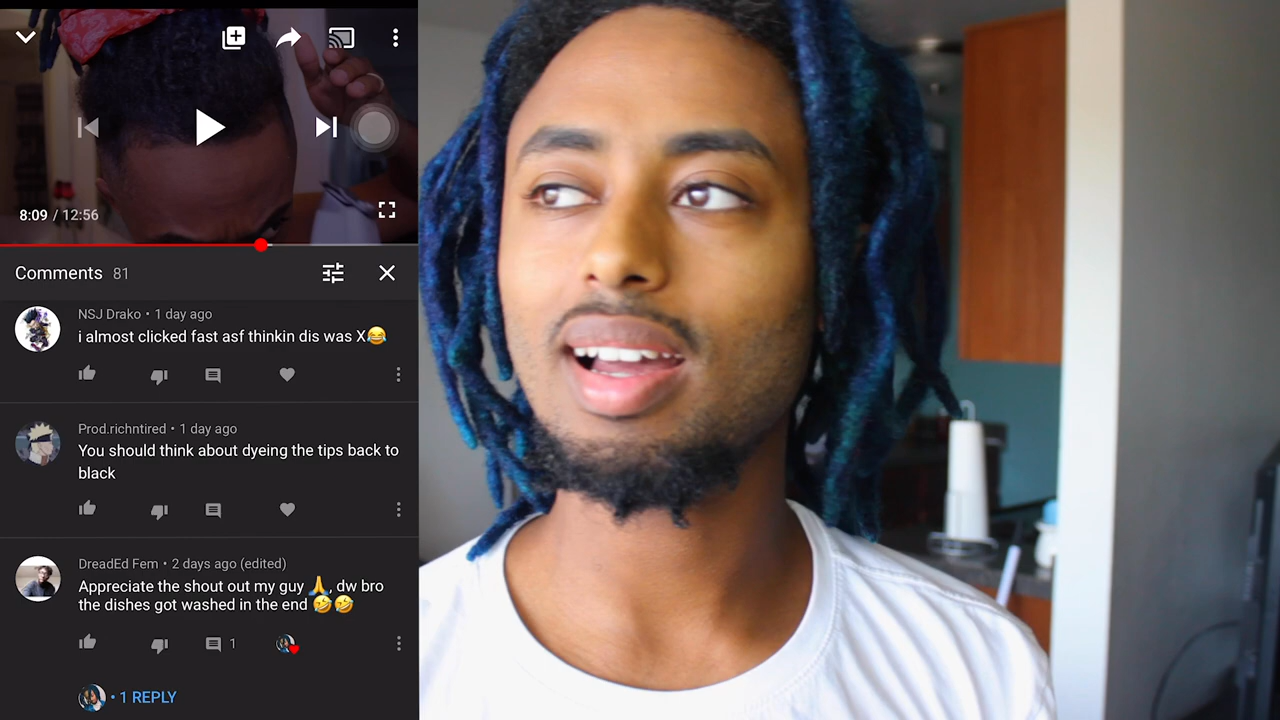 8:09 / 12:56
Comments 81
NSJ Drako • 1 day ago
i almost clicked fast asf thinkin dis was X😂
Prod.richntired • 1 day ago
You should think about dyeing the tips back to
black
DreadEd Fem • 2 days ago (edited)
Appreciate the shout out my guy 🙏, dw bro
the dishes got washed in the end 🤣🤣
1
• 1 REPLY